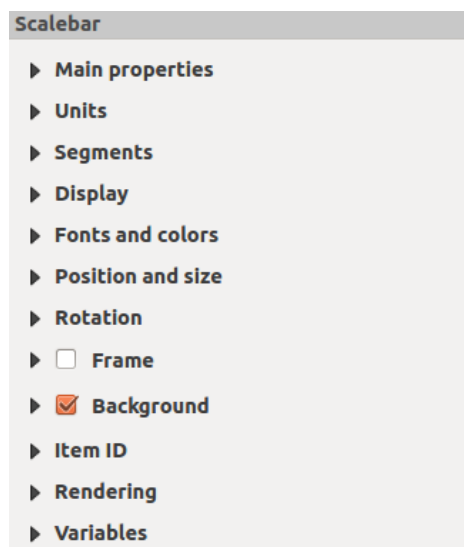 Scalebar
Main properties
Units
Segments
Display
Fonts and colors
Position and size
Rotation
Frame
Background
Item ID
Rendering
Variables